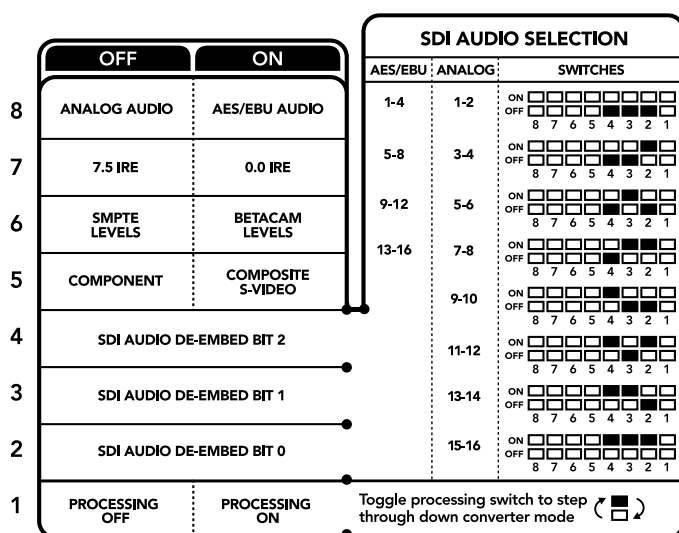 OFF ON
8 ANALOG AUDIO AES/EBU AUDIO
7 7.5 IRE 0.0 IRE
6 SMPTE LEVELS BETACAM LEVELS
5 COMPONENT COMPOSITE S-VIDEO
4 SDI AUDIO DE-EMBED BIT 2
3 SDI AUDIO DE-EMBED BIT 1
2 SDI AUDIO DE-EMBED BIT 0
1 PROCESSING OFF PROCESSING ON
SDI AUDIO SELECTION
AES/EBU ANALOG SWITCHES
1-4 1-2 ON
OFF
8 7 6 5 4 3 2 1
5-8 3-4 ON
OFF
8 7 6 5 4 3 2 1
9-12 5-6 ON
OFF
8 7 6 5 4 3 2 1
13-16 7-8 ON
OFF
8 7 6 5 4 3 2 1
9-10 ON
OFF
8 7 6 5 4 3 2 1
11-12 ON
OFF
8 7 6 5 4 3 2 1
13-14 ON
OFF
8 7 6 5 4 3 2 1
15-16 ON
OFF
8 7 6 5 4 3 2 1
Toggle processing switch to step
through down converter mode